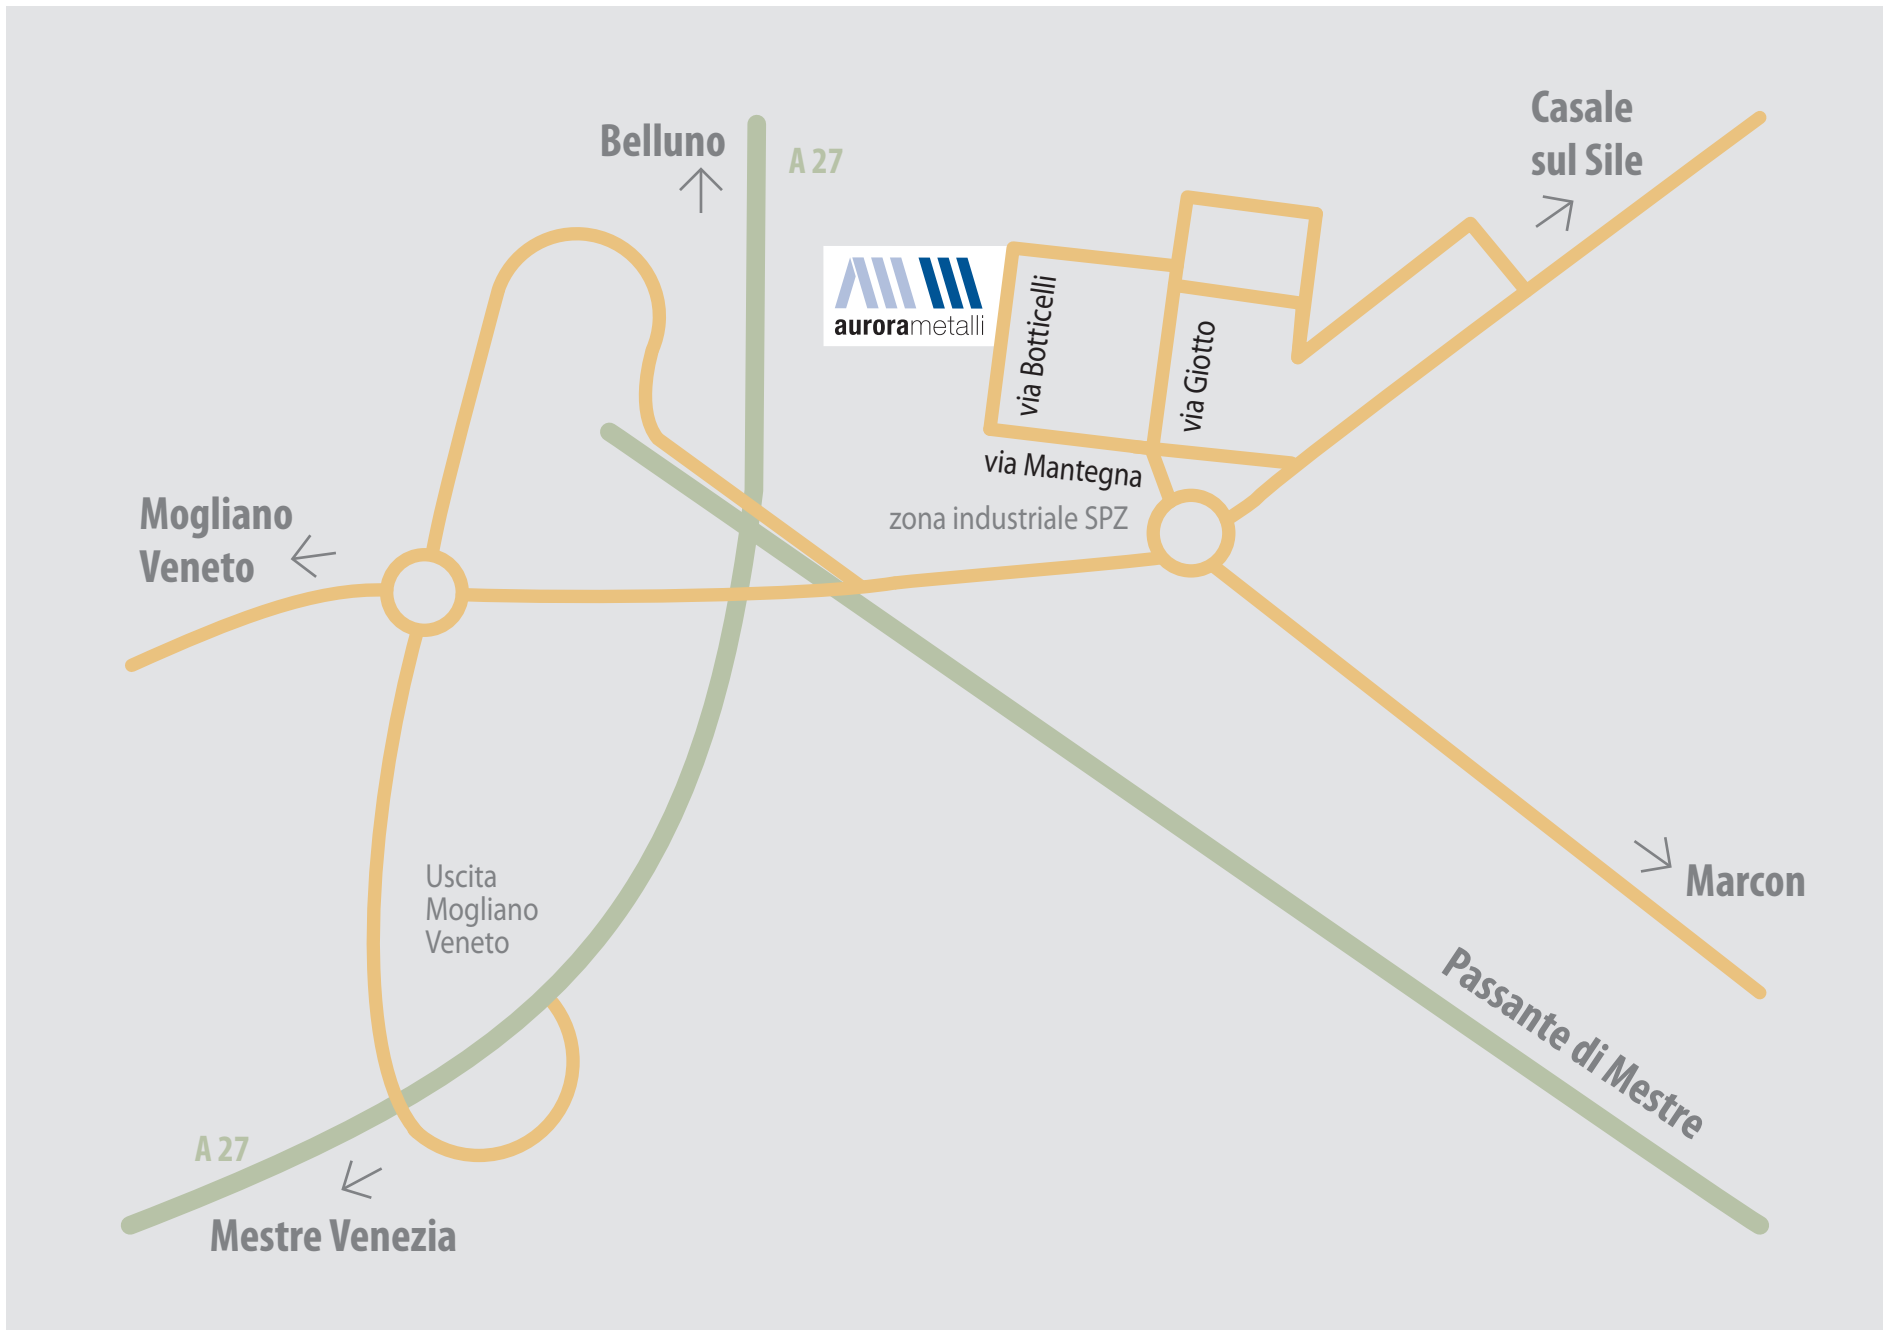 Casale
sul Sile
Belluno
A 27
aurorametalli
via Botticelli
via Giotto
via Mantegna
zona industriale SPZ
Mogliano
Veneto
Uscita
Mogliano
Veneto
Marcon
Passante di Mestre
A 27
Mestre Venezia